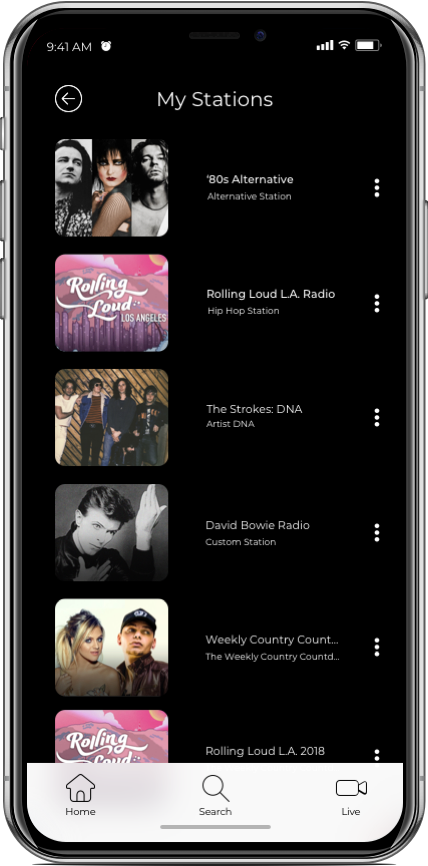 9:41 AM
My Stations
'80s Alternative
Alternative Station
Rolling Loud
LOS ANGELES
Rolling Loud L.A. Radio
Hip Hop Station
The Strokes: DNA
Artist DNA
David Bowie Radio
Custom Station
Weekly Country Count...
The Weekly Country Countd...
Rolling
Loud
Rolling Loud L.A. 2018
Home
Search
Live